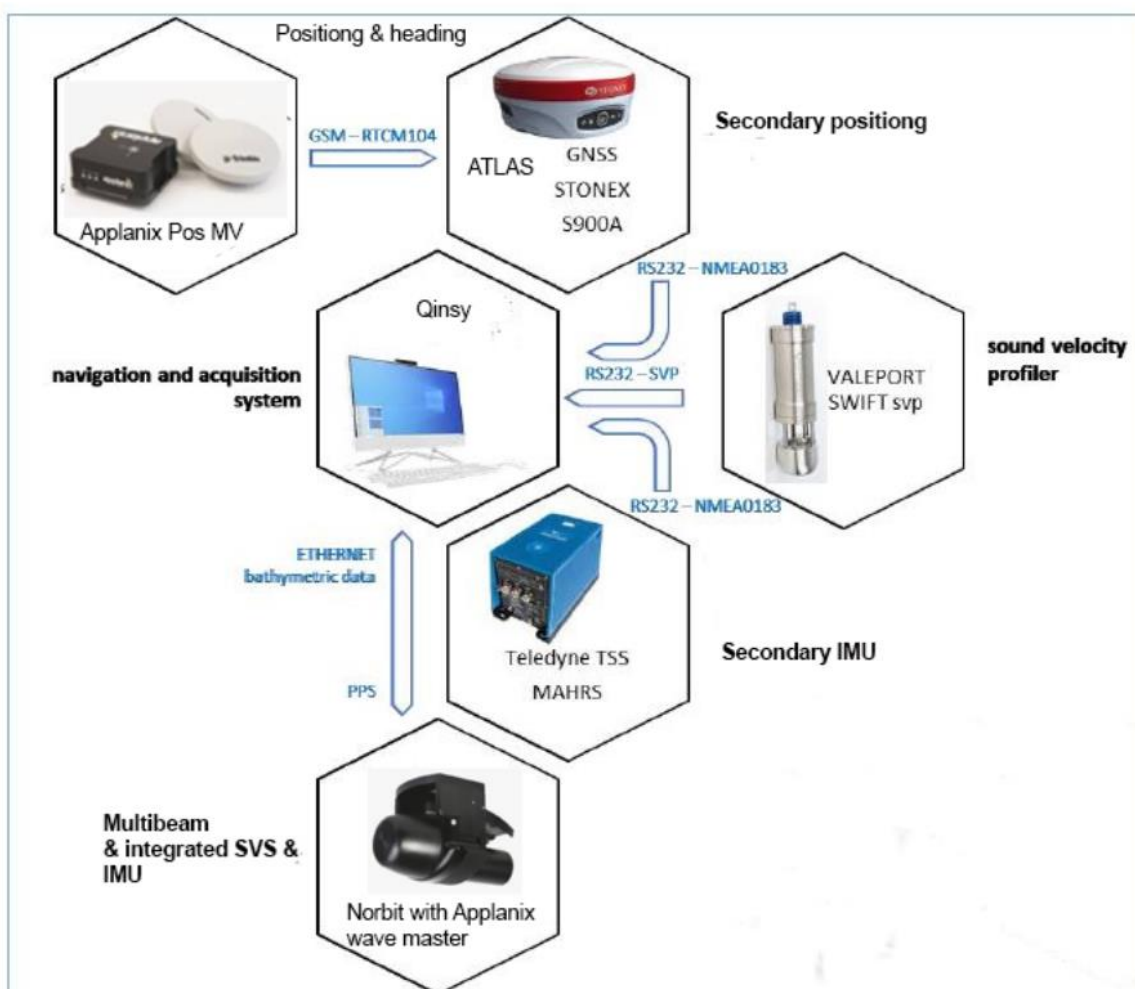 Positiong & heading
Applanix Pos MV
GSM – RTCM104
ATLAS
GNSS
STONEX
S900A
Secondary positiong
RS232 – NMEA0183
Qinsy
navigation and acquisition
system
RS232 – SVP
VALEPORT
SWIFT svp
sound velocity
profiler
RS232 – NMEA0183
ETHERNET
bathymetric data
PPS
Teledyne TSS
MAHRS
Secondary IMU
Multibeam
& integrated SVS &
IMU
Norbit with Applanix
wave master